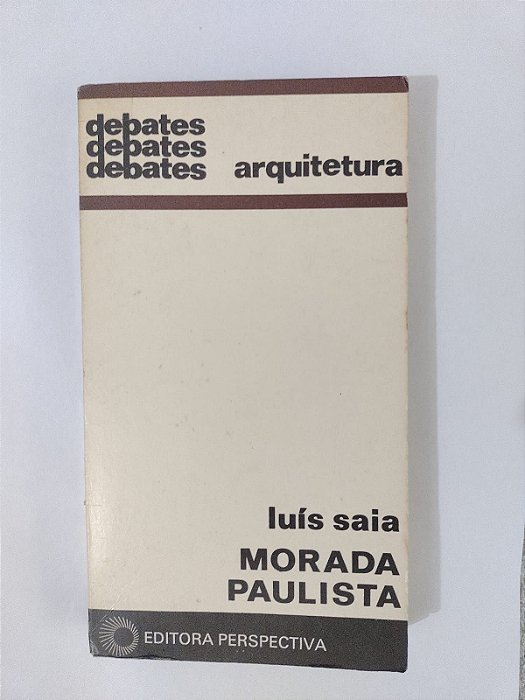 debates
debates
debates arquitetura
luís saia
MORADA
PAULISTA
EDITORA PERSPECTIVA